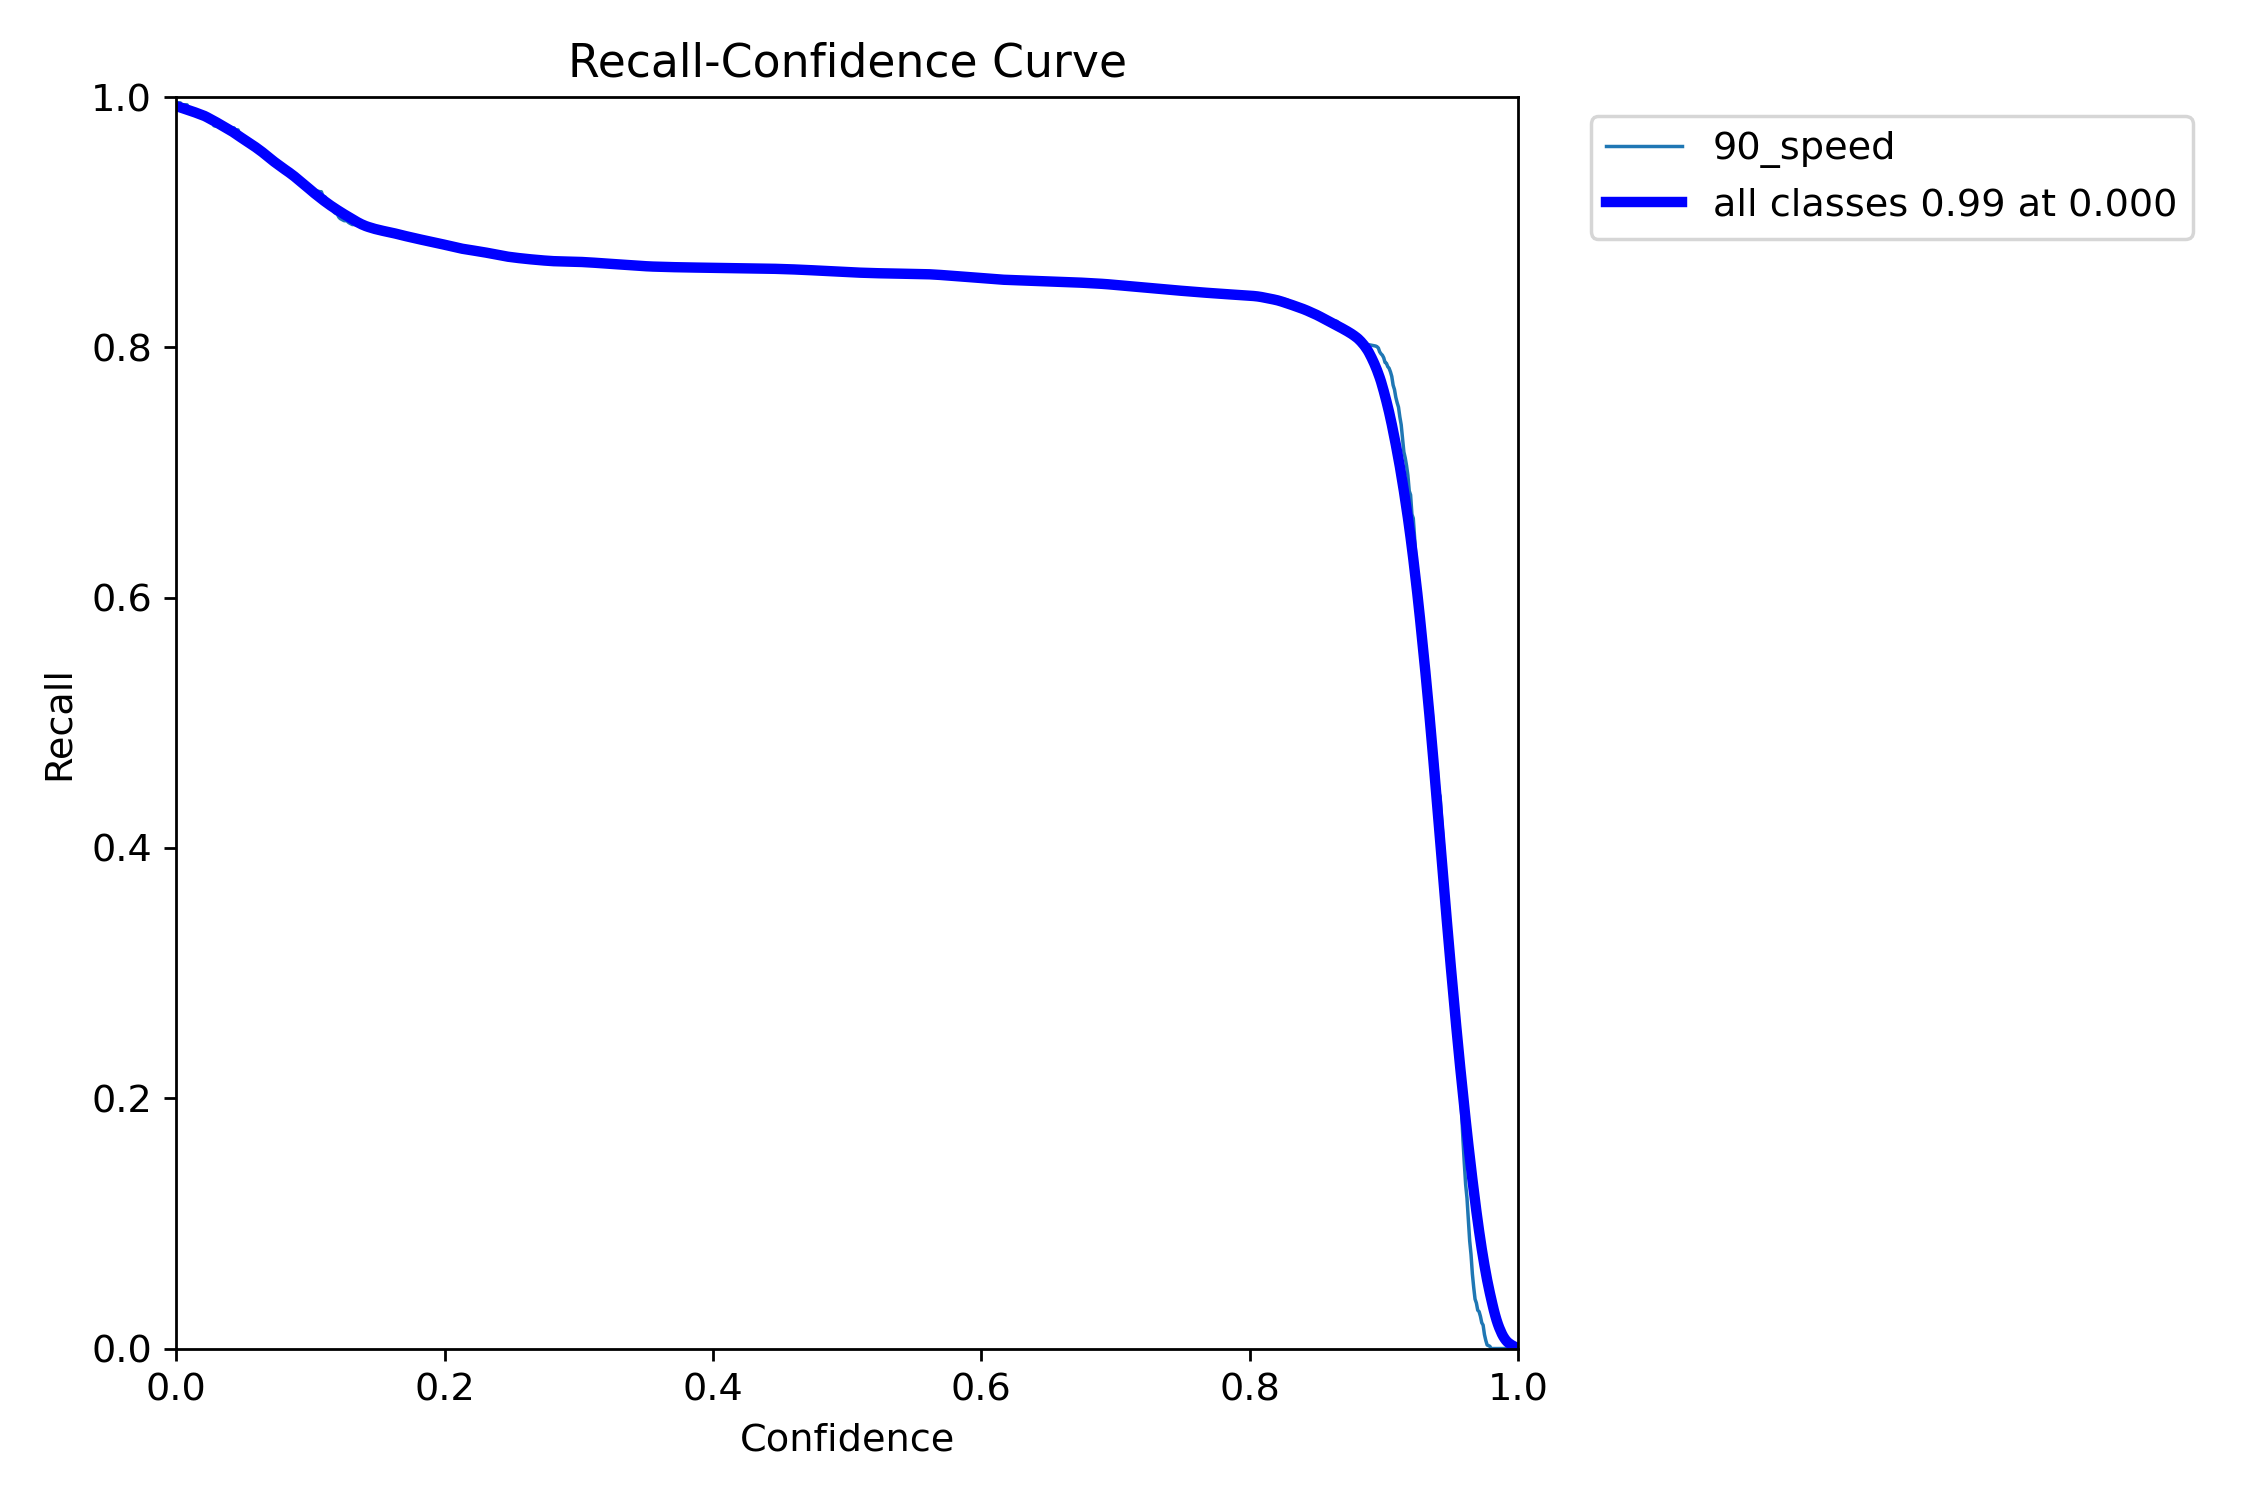 Recall-Confidence Curve
1.0
0.8
0.6
0.4
0.2
0.0
Recall
0.0 0.2 0.4 0.6 0.8 1.0
Confidence
90_speed
all classes 0.99 at 0.000